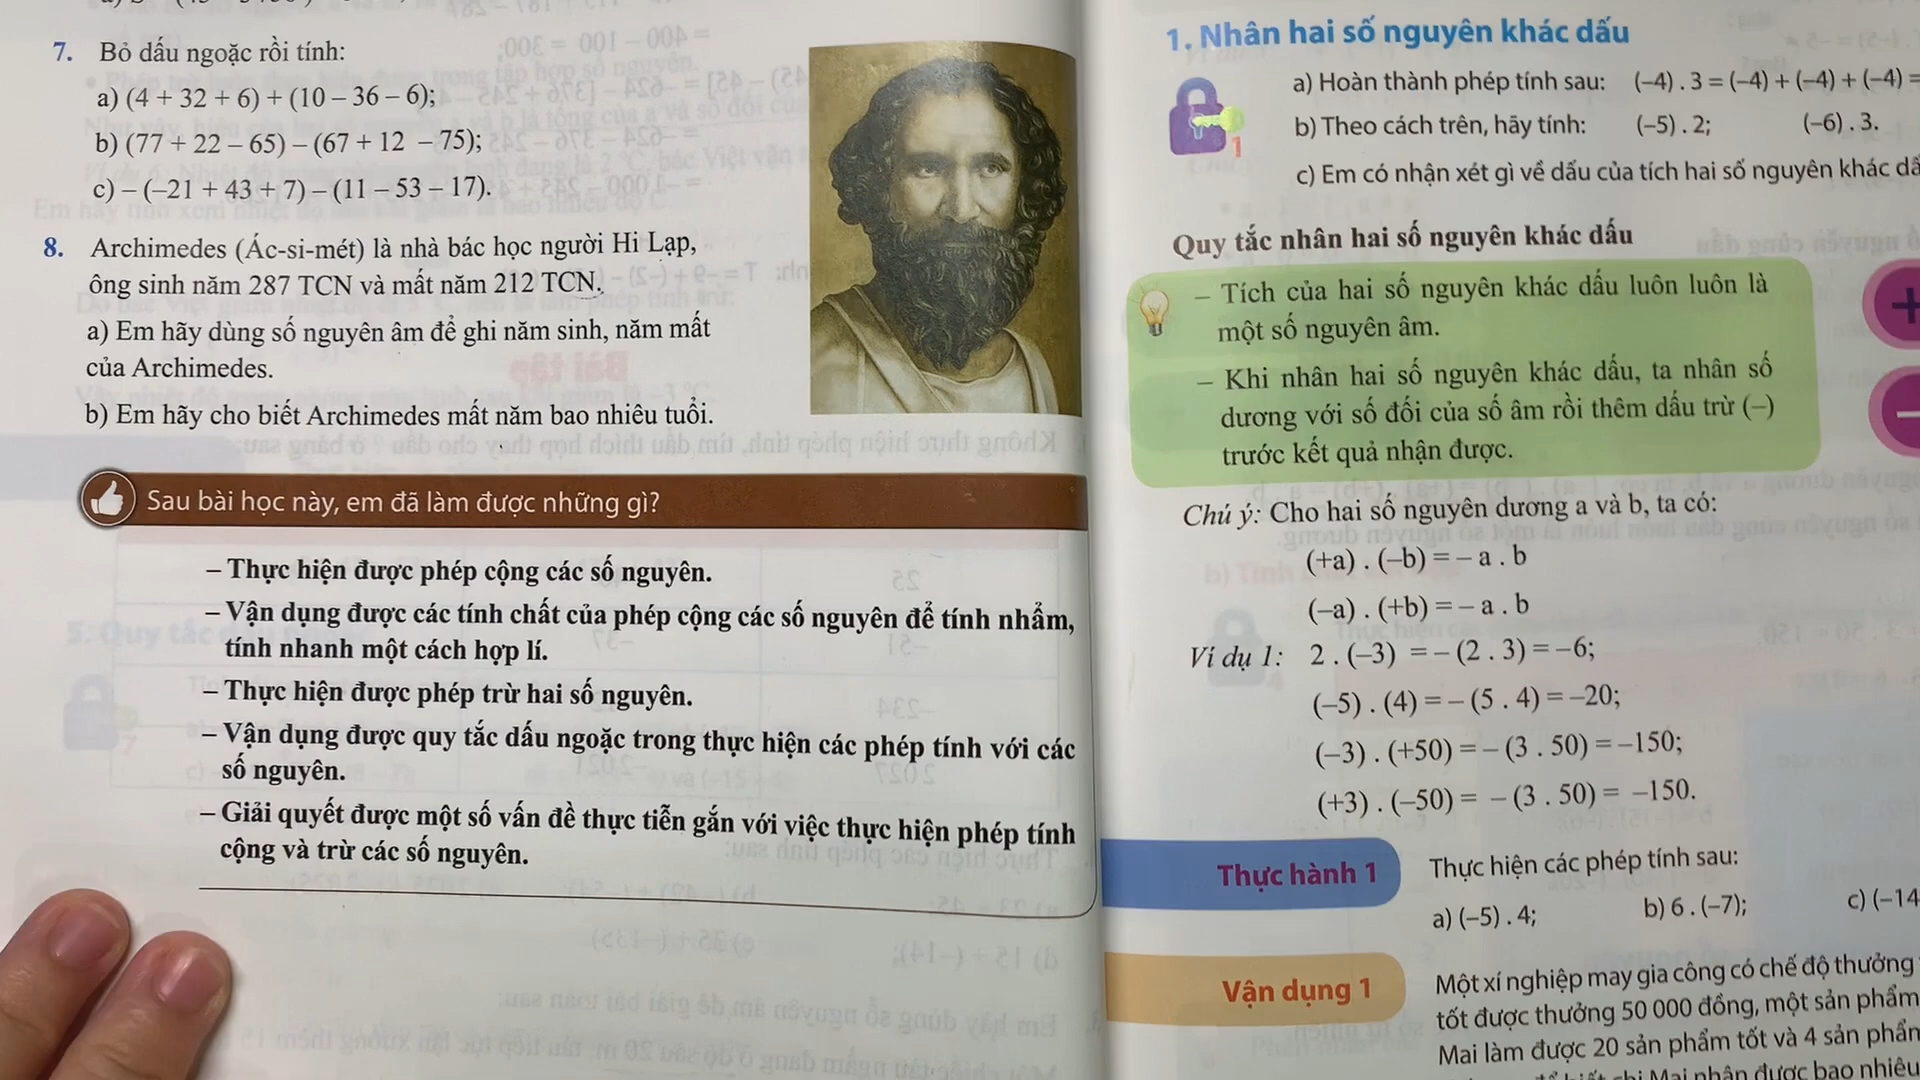 7. Bỏ dấu ngoặc rồi tính:
a) (4 + 32 + 6) + (10 – 36 – 6);
b) (77 + 22 – 65) – (67 + 12 – 75);
c) – (–21 + 43 + 7) – (11 – 53 – 17).
8. Archimedes (Ác-si-mét) là nhà bác học người Hi Lạp,
ông sinh năm 287 TCN và mất năm 212 TCN.
a) Em hãy dùng số nguyên âm để ghi năm sinh, năm mất
của Archimedes.
b) Em hãy cho biết Archimedes mất năm bao nhiêu tuổi.
Sau bài học này, em đã làm được những gì?
– Thực hiện được phép cộng các số nguyên.
– Vận dụng được các tính chất của phép cộng các số nguyên để tính nhẩm,
tính nhanh một cách hợp lí.
– Thực hiện được phép trừ hai số nguyên.
– Vận dụng được quy tắc dấu ngoặc trong thực hiện các phép tính với các
số nguyên.
– Giải quyết được một số vấn đề thực tiễn gắn với việc thực hiện phép tính
cộng và trừ các số nguyên.
1. Nhân hai số nguyên khác dấu
1
a) Hoàn thành phép tính sau: (–4) . 3 = (–4) + (–4) + (–4) =
b) Theo cách trên, hãy tính: (–5) . 2; (–6) . 3.
c) Em có nhận xét gì về dấu của tích hai số nguyên khác
Quy tắc nhân hai số nguyên khác dấu
– Tích của hai số nguyên khác dấu luôn luôn là
một số nguyên âm.
– Khi nhân hai số nguyên khác dấu, ta nhân số
dương với số đối của số âm rồi thêm dấu trừ (–)
trước kết quả nhận được.
Chú ý: Cho hai số nguyên dương a và b, ta có:
(+a) . (–b) = – a . b
(–a) . (+b) = – a . b
Ví dụ 1: 2 . (–3) = – (2 . 3) = –6;
(–5) . (4) = – (5 . 4) = –20;
(–3) . (+50) = – (3 . 50) = –150;
(+3) . (–50) = – (3 . 50) = –150.
Thực hành 1
Thực hiện các phép tính sau:
a) (–5) . 4; b) 6 . (–7); c) (–14
Vận dụng 1
Một xí nghiệp may gia công có chế độ thưởng
tốt được thưởng 50 000 đồng, một sản phẩm
Mai làm được 20 sản phẩm tốt và 4 sản phẩm
chị Mai nhận được bao nhiêu